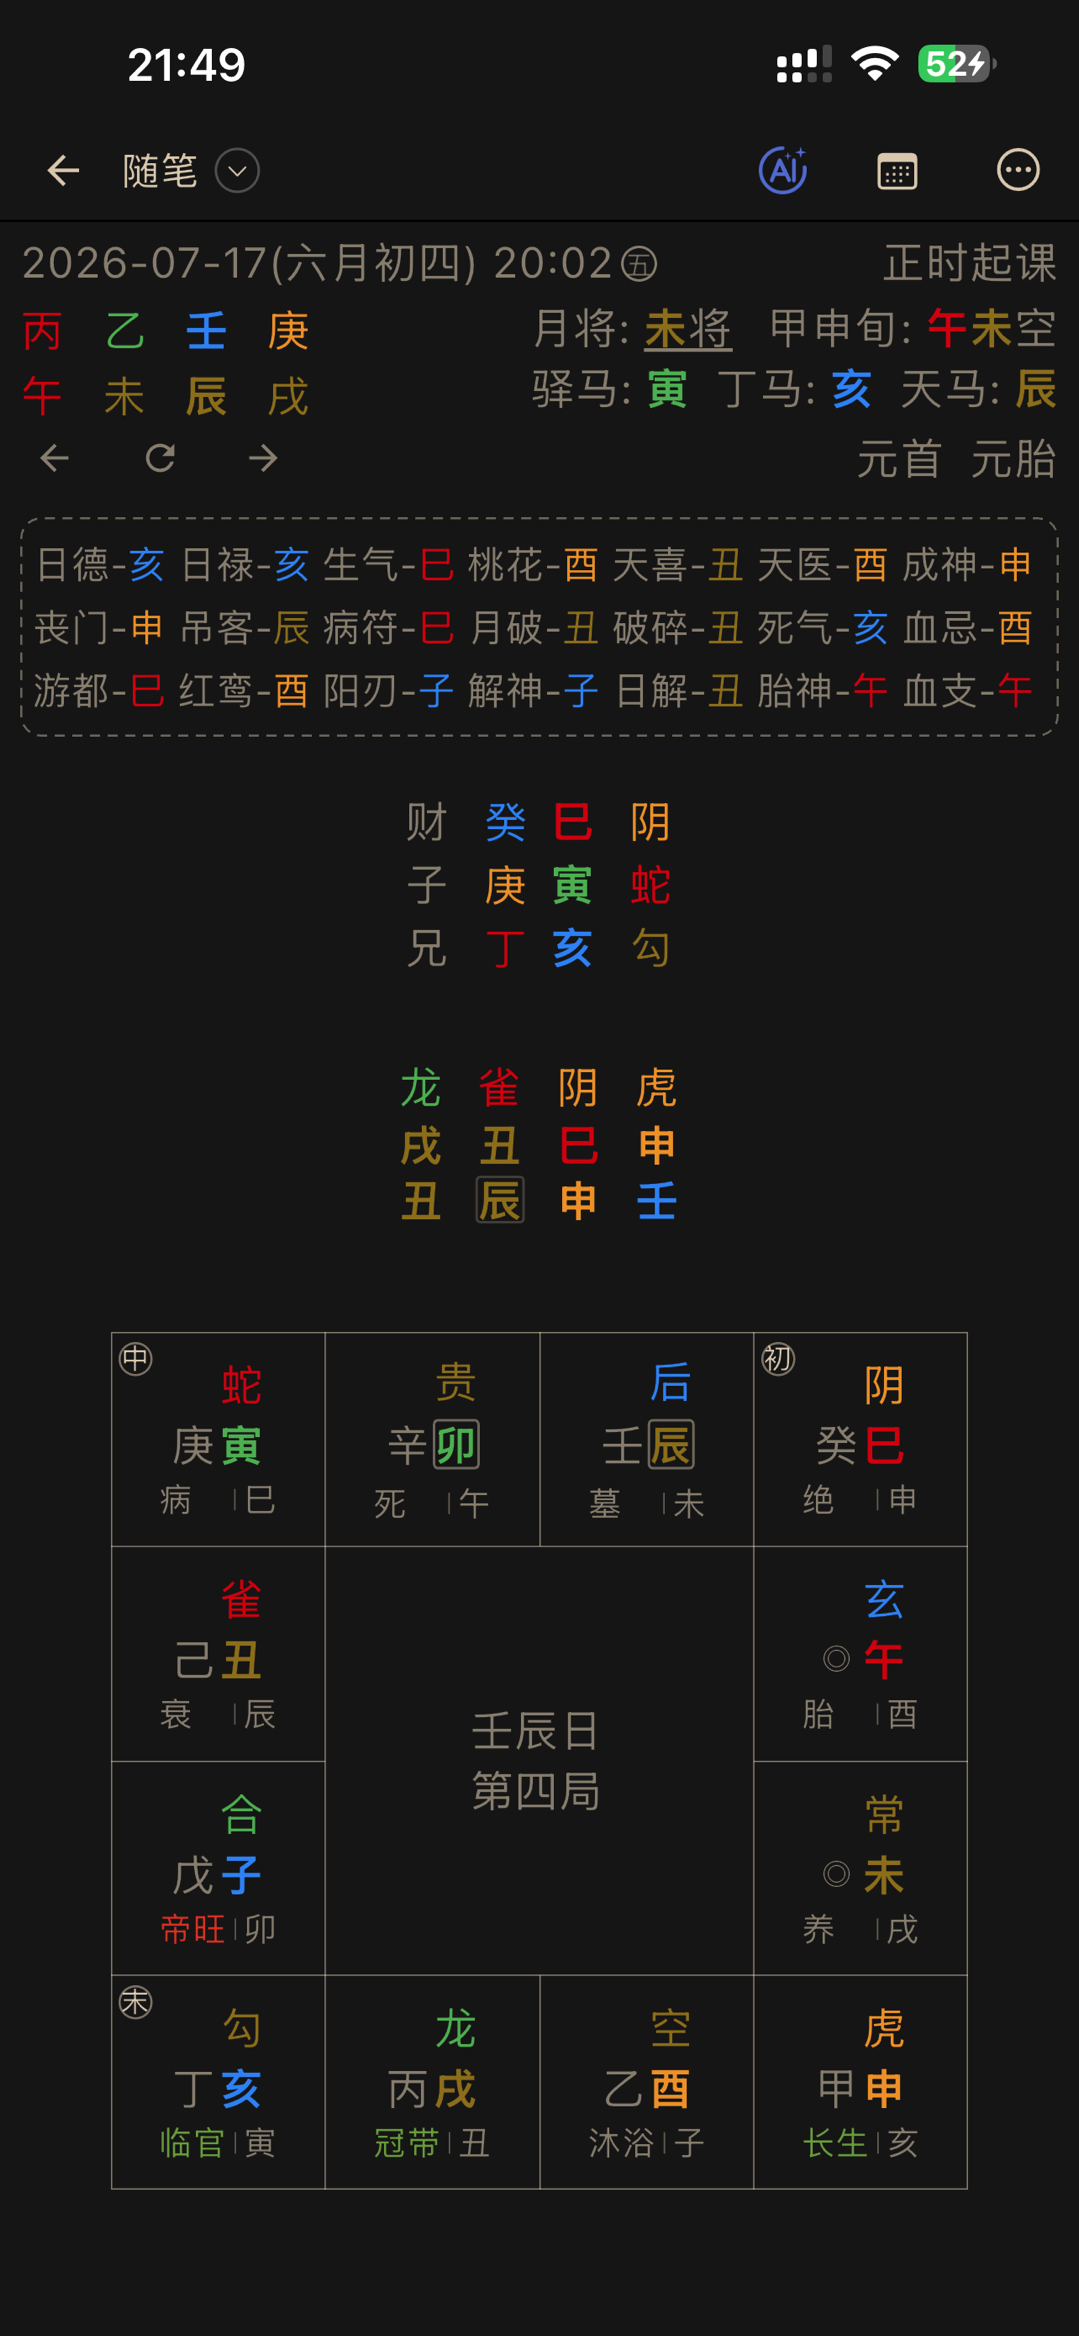 21:49
52
随笔
AI
2026-07-17(六月初四) 20:02 五
正时起课
丙 乙 壬 庚
月将: 未将 甲申旬: 午未空
午 未 辰 戌
驿马: 寅 丁马: 亥 天马: 辰
元首 元胎
日德-亥 日禄-亥 生气-巳 桃花-酉 天喜-丑 天医-酉 成神-申
丧门-申 吊客-辰 病符-巳 月破-丑 破碎-丑 死气-亥 血忌-酉
游都-巳 红鸾-酉 阳刃-子 解神-子 日解-丑 胎神-午 血支-午
财 癸 巳 阴
子 庚 寅 蛇
兄 丁 亥 勾
龙 雀 阴 虎
戌 丑 巳 申
丑 辰 申 壬
中 蛇 贵 后 初 阴
庚寅 辛卯 壬辰 癸巳
病 巳 死 午 墓 未 绝 申
雀 玄
己丑 ◎午
衰 辰 胎 酉
壬辰日
第四局
合 常
戊子 ◎未
帝旺 卯 养 戌
末 勾 龙 空 虎
丁亥 丙戌 乙酉 甲申
临官 寅 冠带 丑 沐浴 子 长生 亥